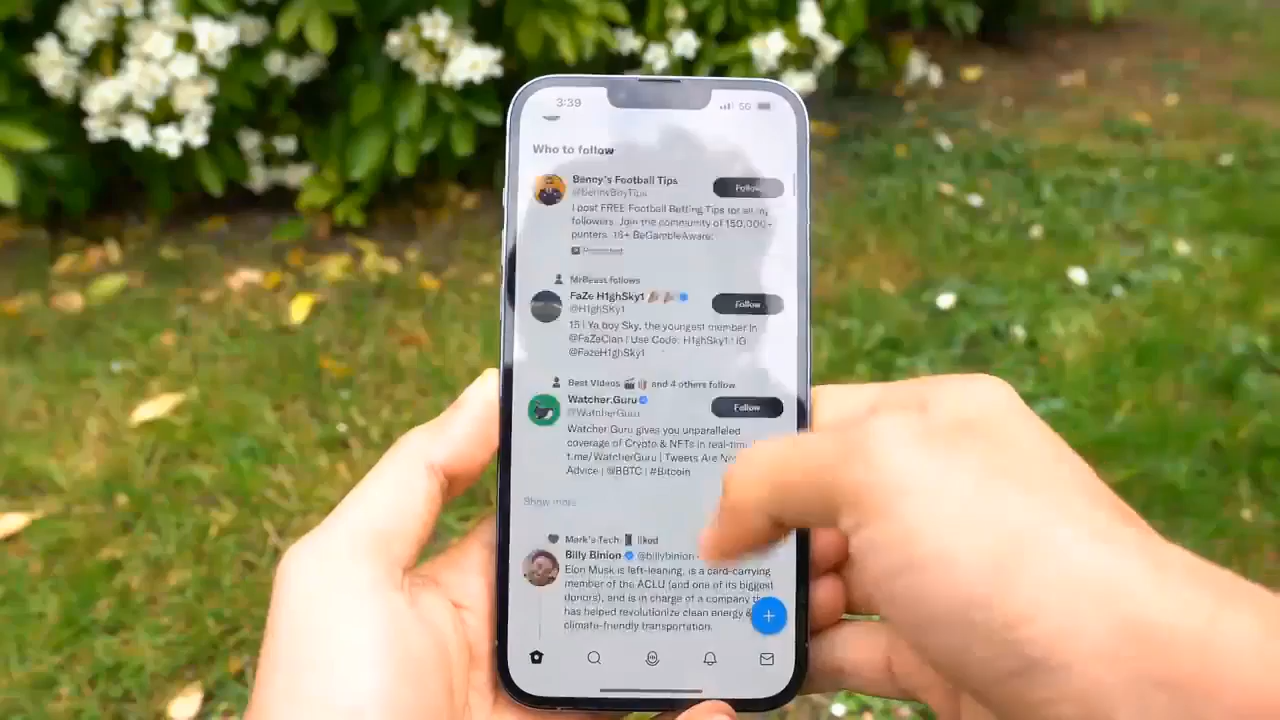 3:39
5G
Who to follow
Benny's Football Tips
@bennyBoyTips
Follow
I post FREE Football Betting Tips for all my
followers. Join the community of 150,000+
punters. 18+ BeGambleAware.
Promoted
MrBeast follows
FaZe H1ghSky1
@H1ghSky1
Follow
15 | Ya boy Sky, the youngest member in
@FaZeClan | Use Code: H1ghSky1 | IG
@FazeH1ghSky1
Best Videos and 4 others follow
Watcher.Guru
@WatcherGuru
Follow
Watcher Guru gives you unparalleled
coverage of Crypto & NFTs in real-time
t.me/WatcherGuru | Tweets Are
Advice | @BBTC | #Bitcoin
Show more
Mark's Tech liked
Billy Binion @billybinion
Elon Musk is left-leaning, is a card-carrying
member of the ACLU (and one of its biggest
donors), and is in charge of a company
has helped revolutionize clean energy &
climate-friendly transportation.